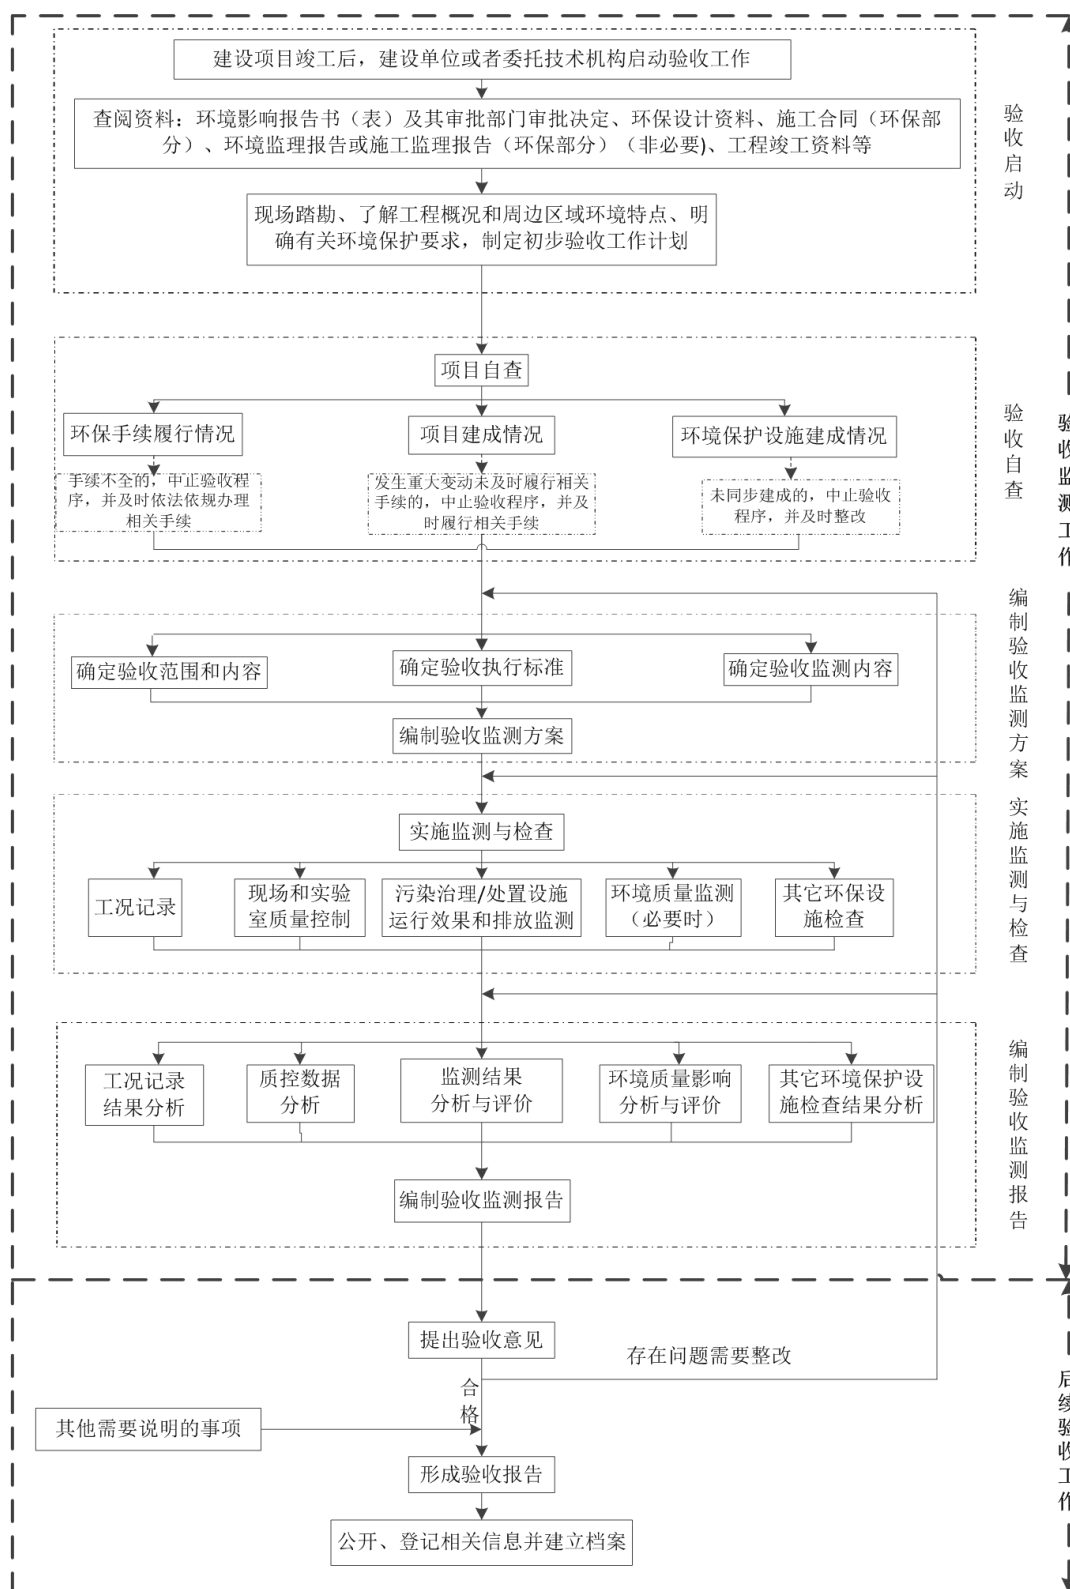 建设项目竣工后，建设单位或者委托技术机构启动验收工作
查阅资料：环境影响报告书（表）及其审批部门审批决定、环保设计资料、施工合同（环保部
分）、环境监理报告或施工监理报告（环保部分）（非必要)、工程竣工资料等
现场踏勘、了解工程概况和周边区域环境特点、明
确有关环境保护要求，制定初步验收工作计划
验收启动
项目自查
环保手续履行情况
项目建成情况
环境保护设施建成情况
手续不全的，中止验收程
序，并及时依法依规办理
相关手续
发生重大变动未及时履行相关
手续的，中止验收程序，并及
时履行相关手续
未同步建成的，中止验收
程序，并及时整改
验收自查
验收监测工作
确定验收范围和内容
确定验收执行标准
确定验收监测内容
编制验收监测方案
编制验收监测方案
实施监测与检查
工况记录
现场和实验
室质量控制
污染治理/处置设施
运行效果和排放监测
环境质量监测
（必要时）
其它环保设
施检查
实施监测与检查
工况记录
结果分析
质控数据
分析
监测结果
分析与评价
环境质量影响
分析与评价
其它环境保护设
施检查结果分析
编制验收监测报告
编制验收监测报告
提出验收意见
存在问题需要整改
合格
其他需要说明的事项
形成验收报告
公开、登记相关信息并建立档案
后续验收工作